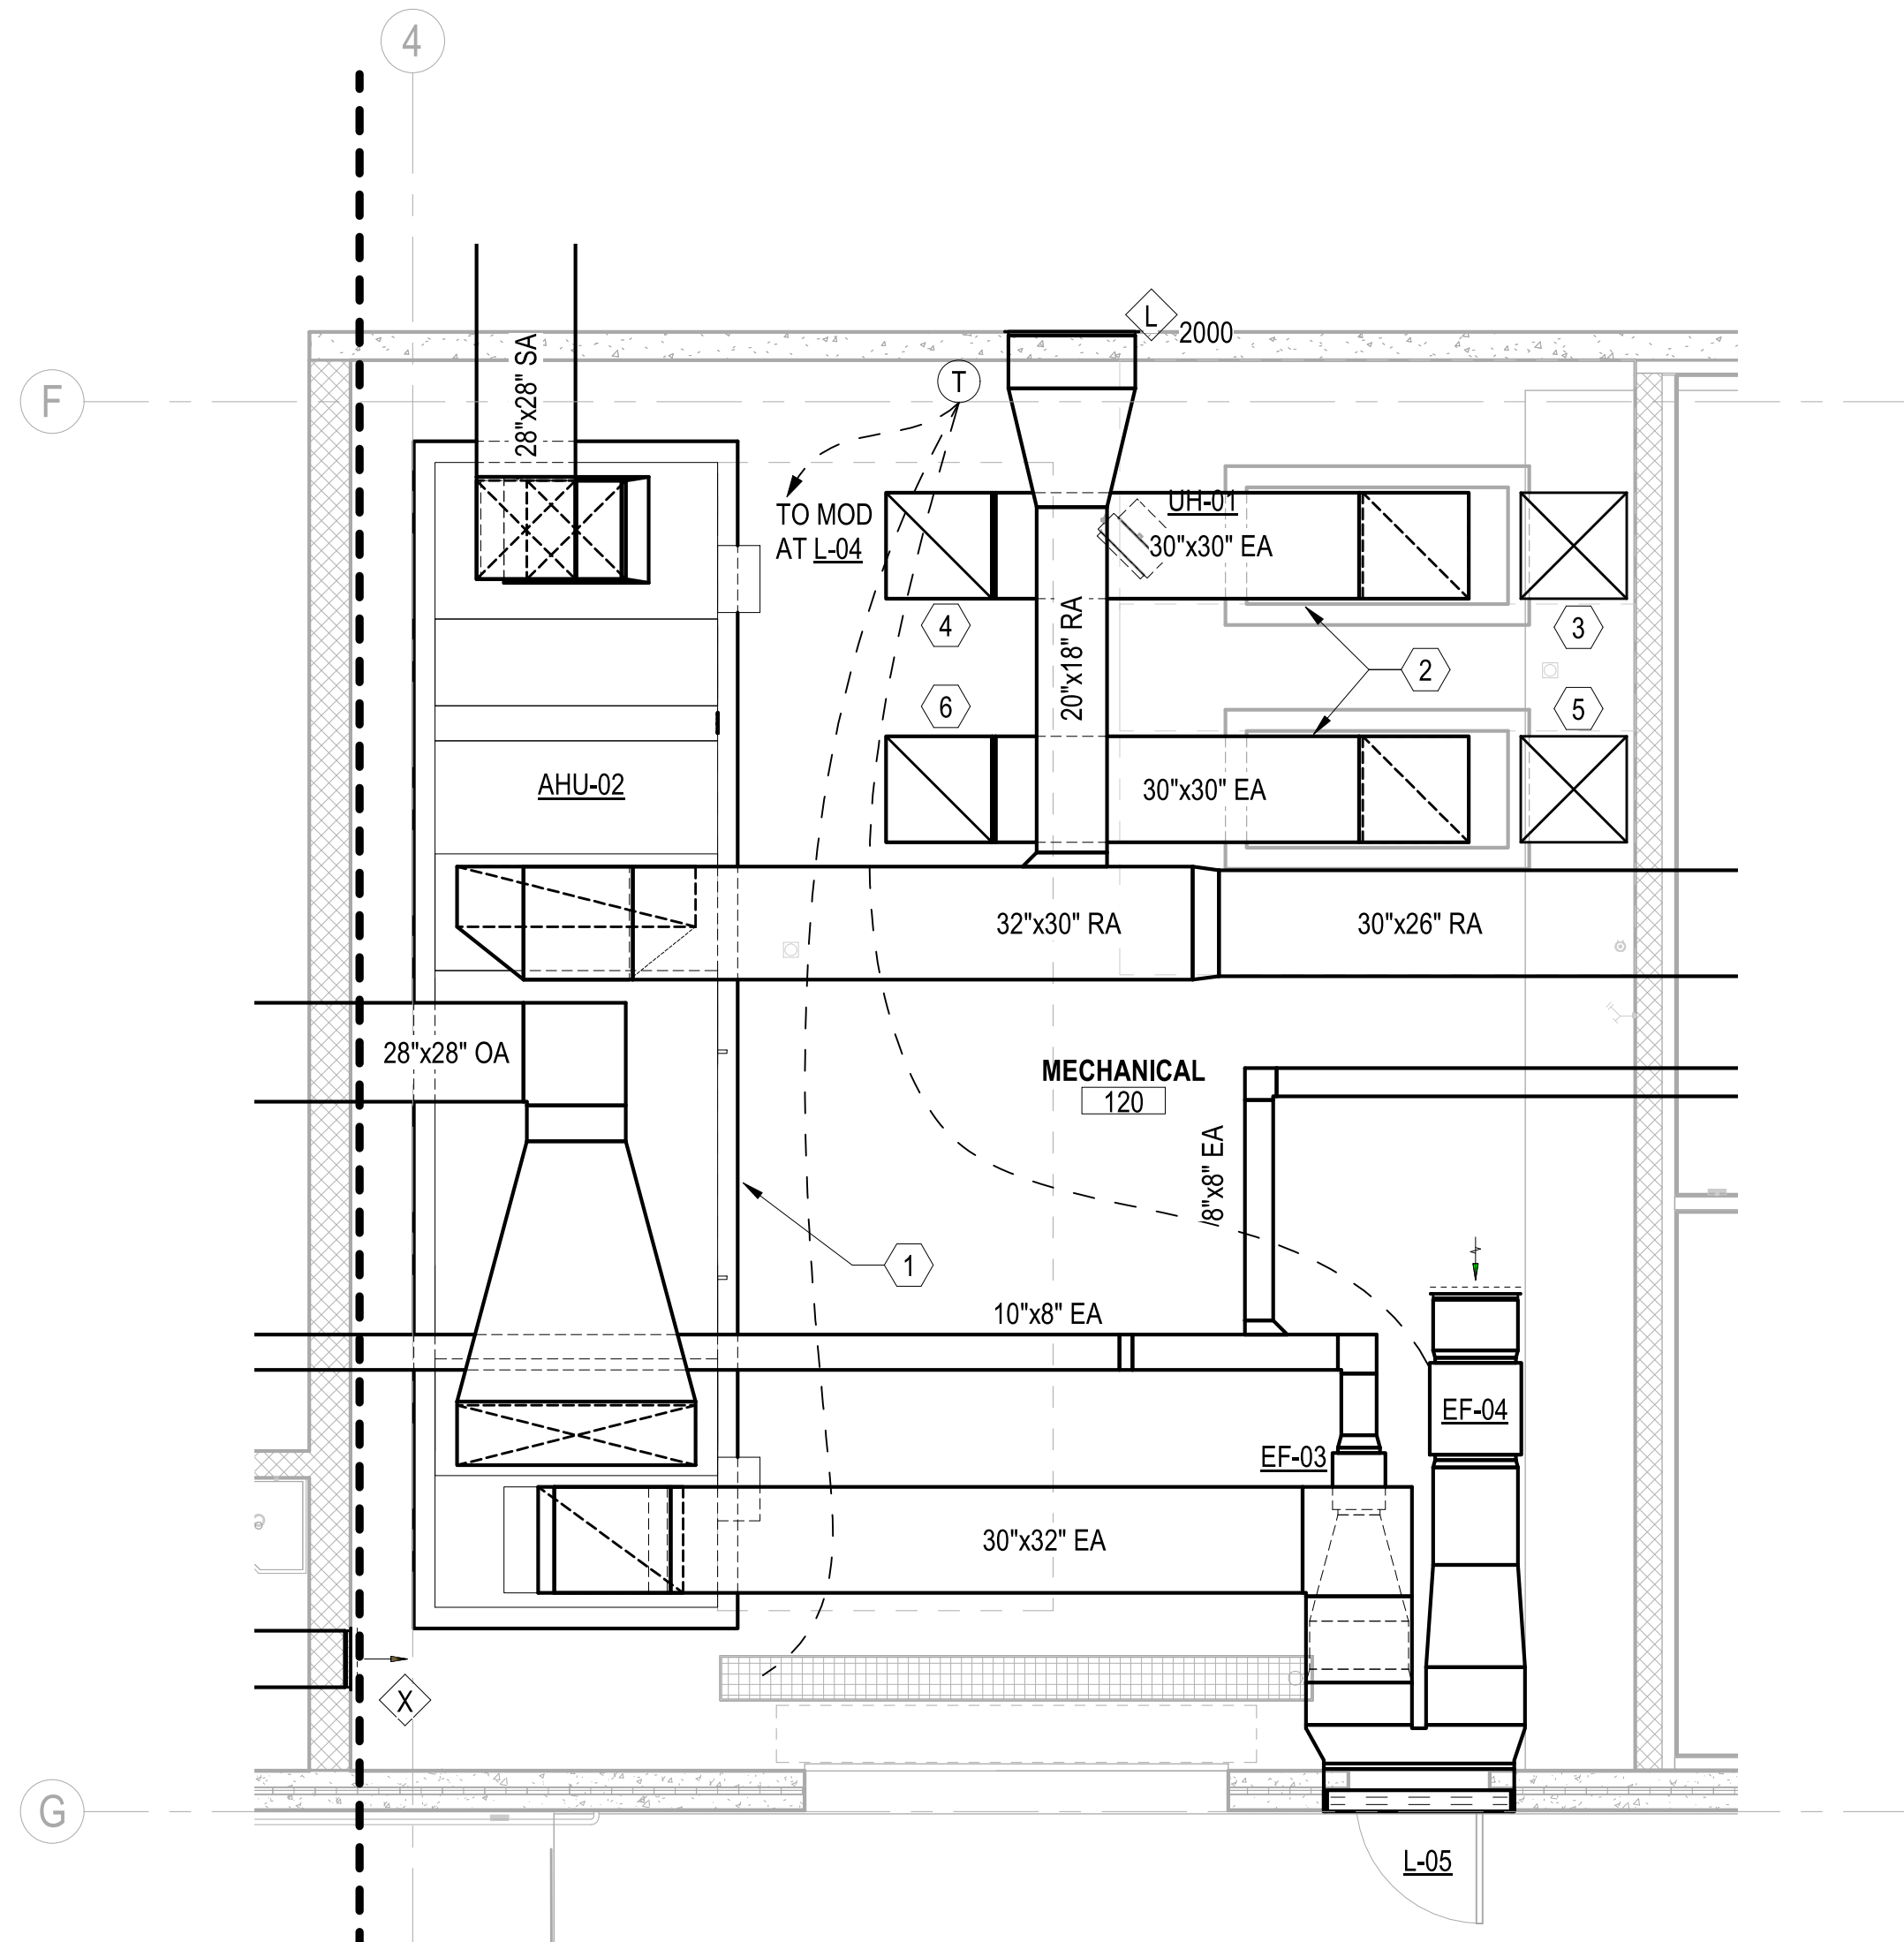 4
L
2000
28"x28" SA
T
F
TO MOD
AT L-04
UH-01
30"x30" EA
4
3
20"x18" RA
2
6
5
AHU-02
30"x30" EA
32"x30" RA
30"x26" RA
28"x28" OA
MECHANICAL
120
8"x8" EA
1
10"x8" EA
EF-04
EF-03
30"x32" EA
X
G
L-05